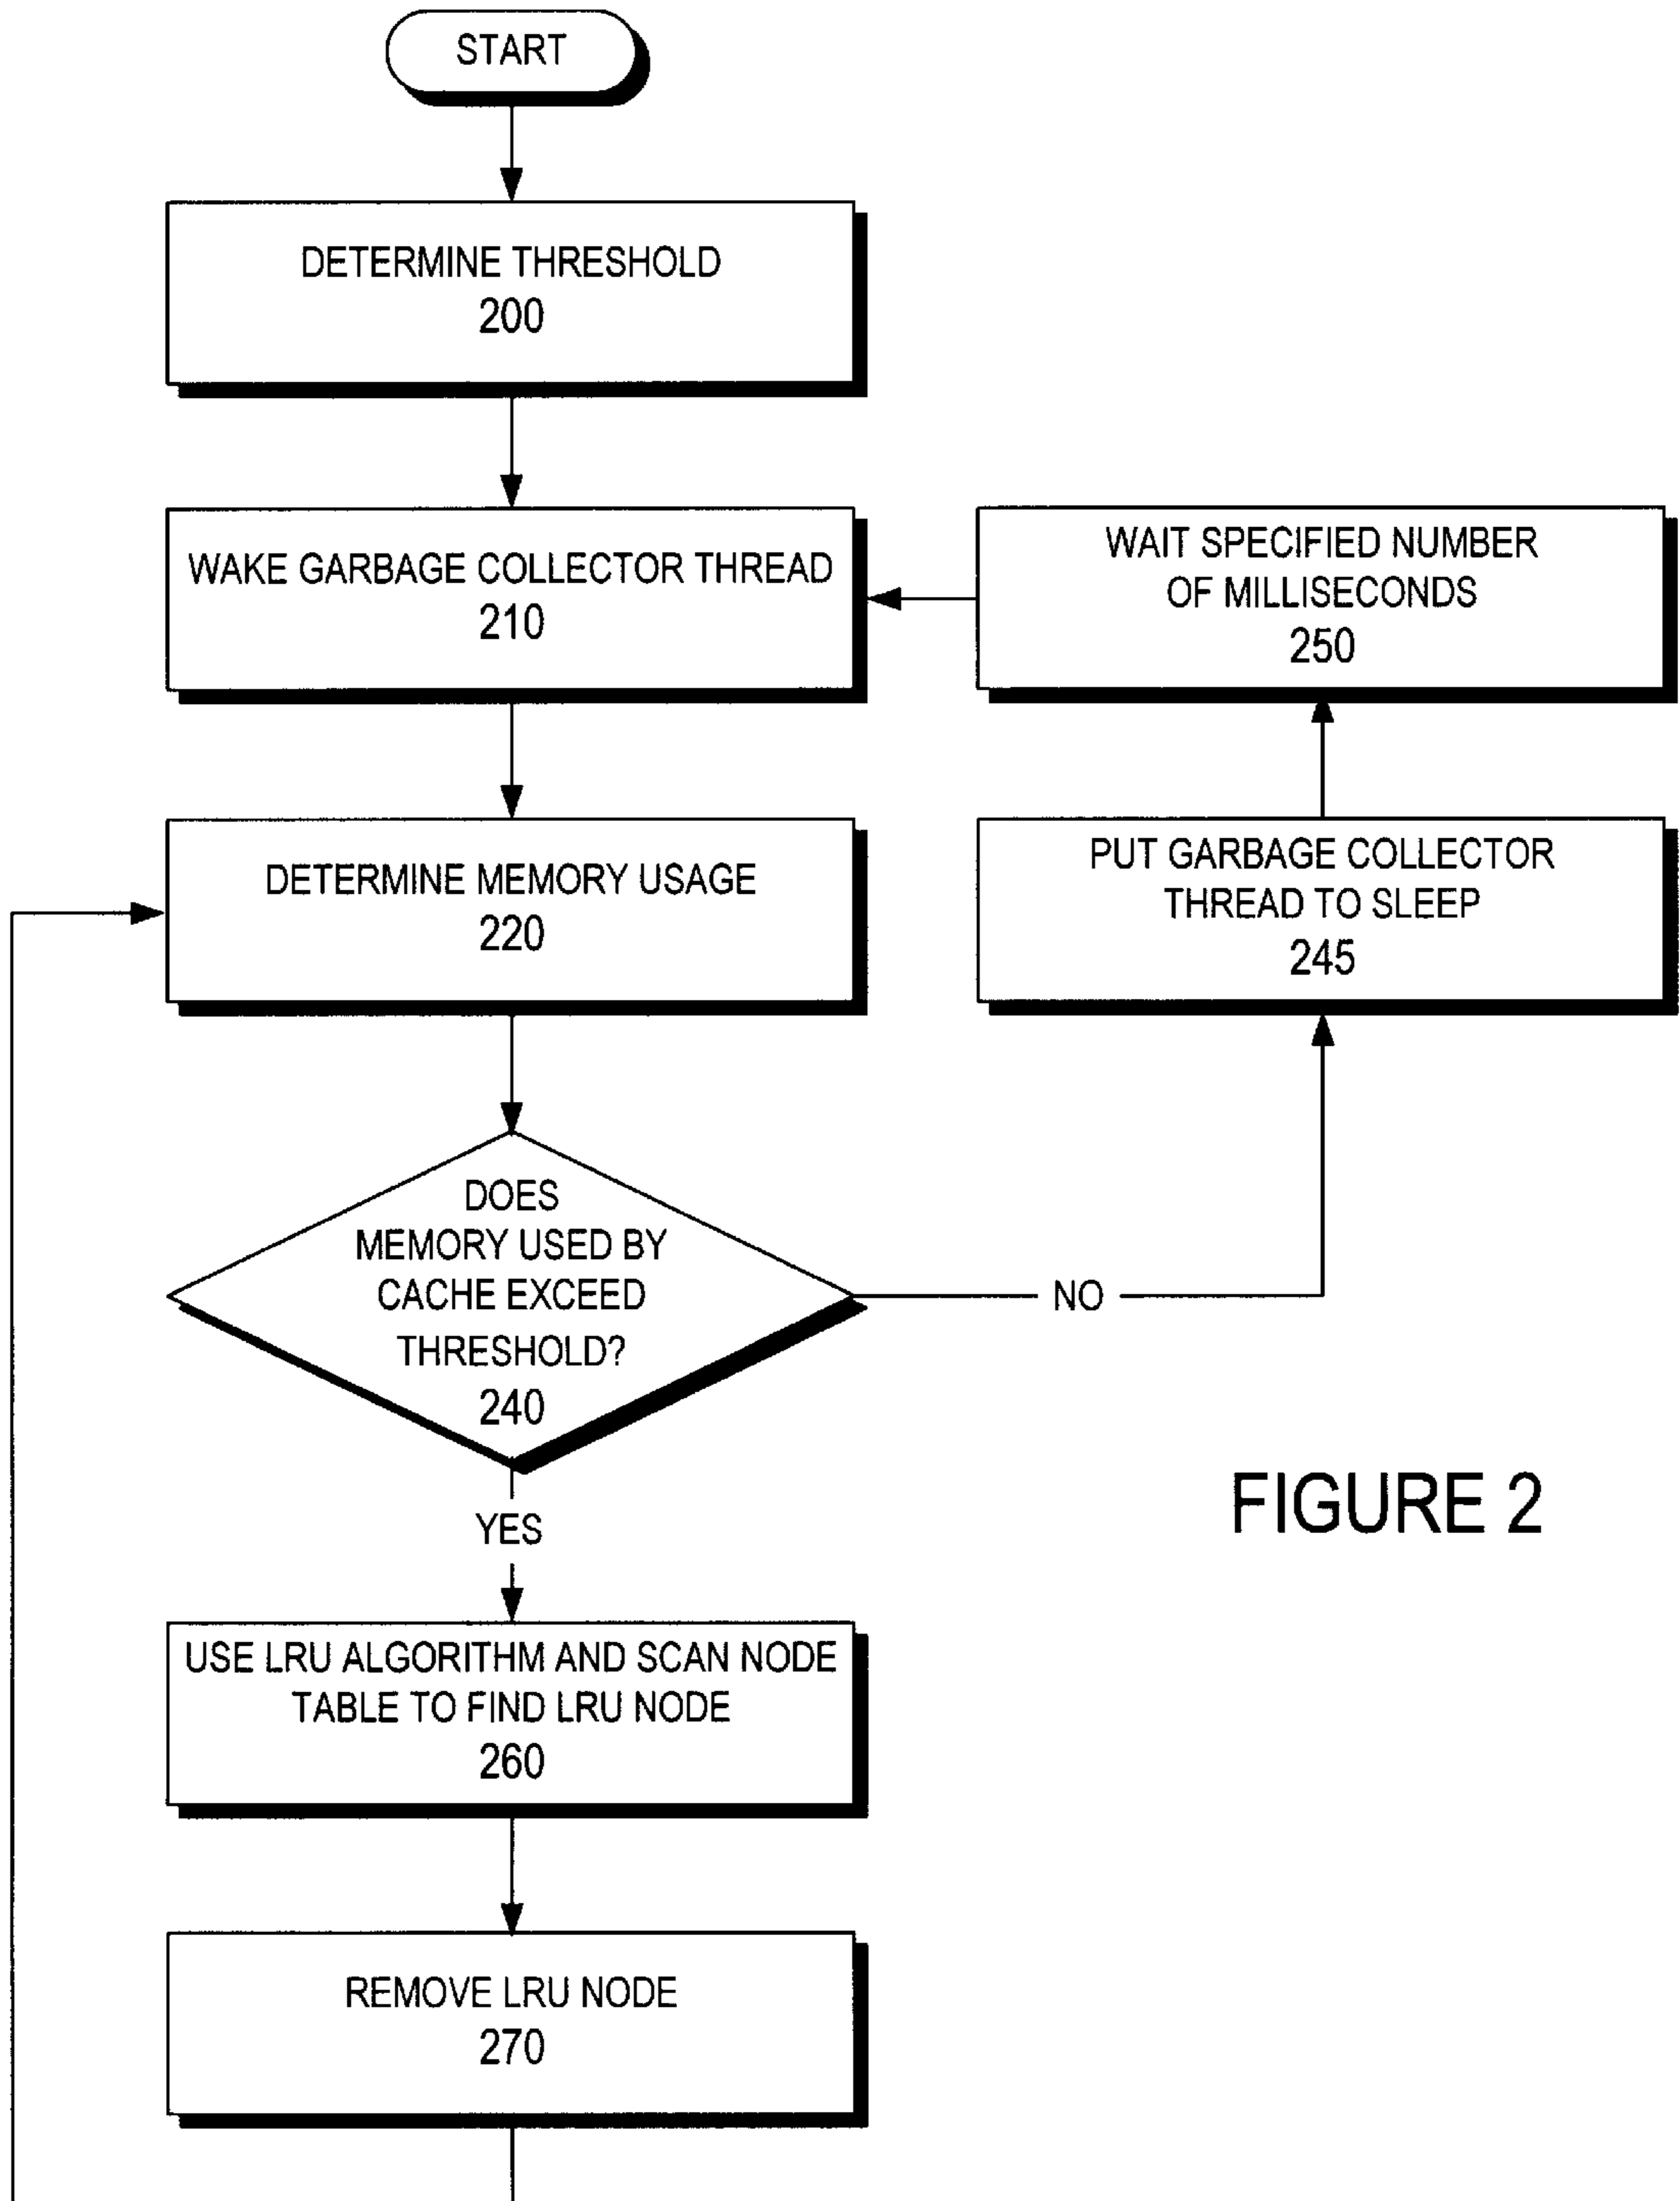 START
DETERMINE THRESHOLD
200
WAKE GARBAGE COLLECTOR THREAD
210
WAIT SPECIFIED NUMBER
OF MILLISECONDS
250
DETERMINE MEMORY USAGE
220
PUT GARBAGE COLLECTOR
THREAD TO SLEEP
245
DOES
MEMORY USED BY
CACHE EXCEED
THRESHOLD?
240
NO
YES
FIGURE 2
USE LRU ALGORITHM AND SCAN NODE
TABLE TO FIND LRU NODE
260
REMOVE LRU NODE
270